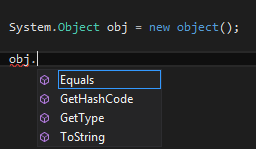 System.Object obj = new object();
obj.
Equals
GetHashCode
GetType
ToString